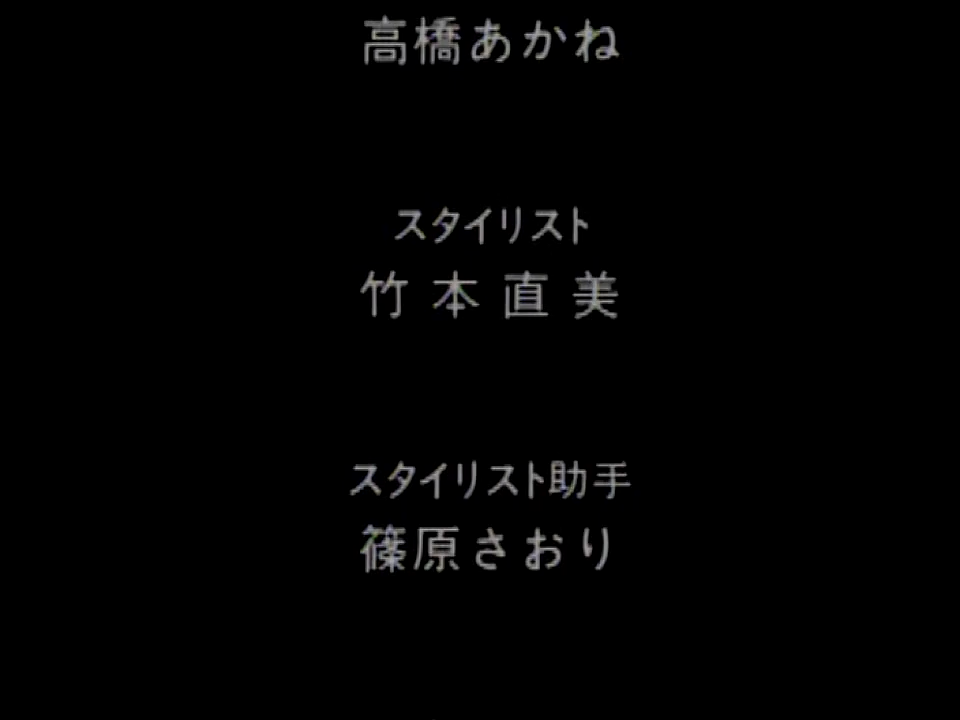 高橋あかね
スタイリスト
竹本直美
スタイリスト助手
篠原さおり